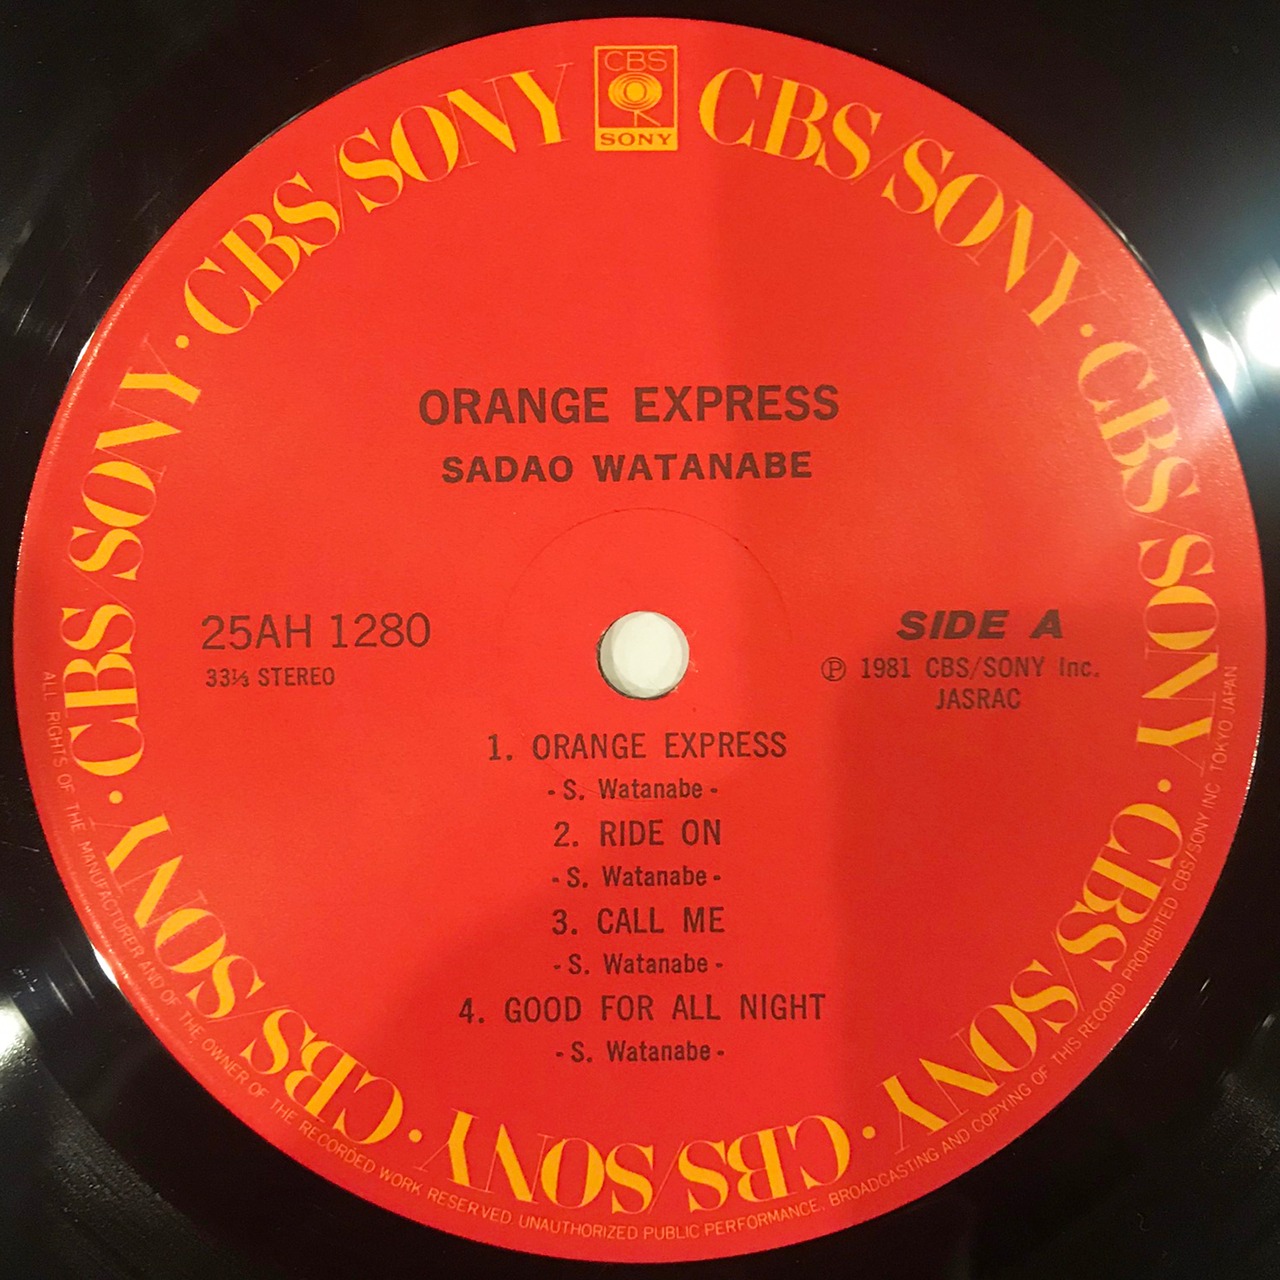 CBS
SONY
CBS/SONY · CBS/SONY · CBS/SONY · CBS/SONY · CBS/SONY · CBS/SONY · CBS/SONY
ORANGE EXPRESS
SADAO WATANABE
25AH 1280
33⅓ STEREO
SIDE A
Ⓟ 1981 CBS/SONY Inc.
JASRAC
1. ORANGE EXPRESS
- S. Watanabe -
2. RIDE ON
- S. Watanabe -
3. CALL ME
- S. Watanabe -
4. GOOD FOR ALL NIGHT
- S. Watanabe -
ALL RIGHTS OF THE MANUFACTURER AND OF THE OWNER OF THE RECORDED WORK RESERVED. UNAUTHORIZED PUBLIC PERFORMANCE, BROADCASTING AND COPYING OF THIS RECORD PROHIBITED CBS/SONY INC TOKYO JAPAN